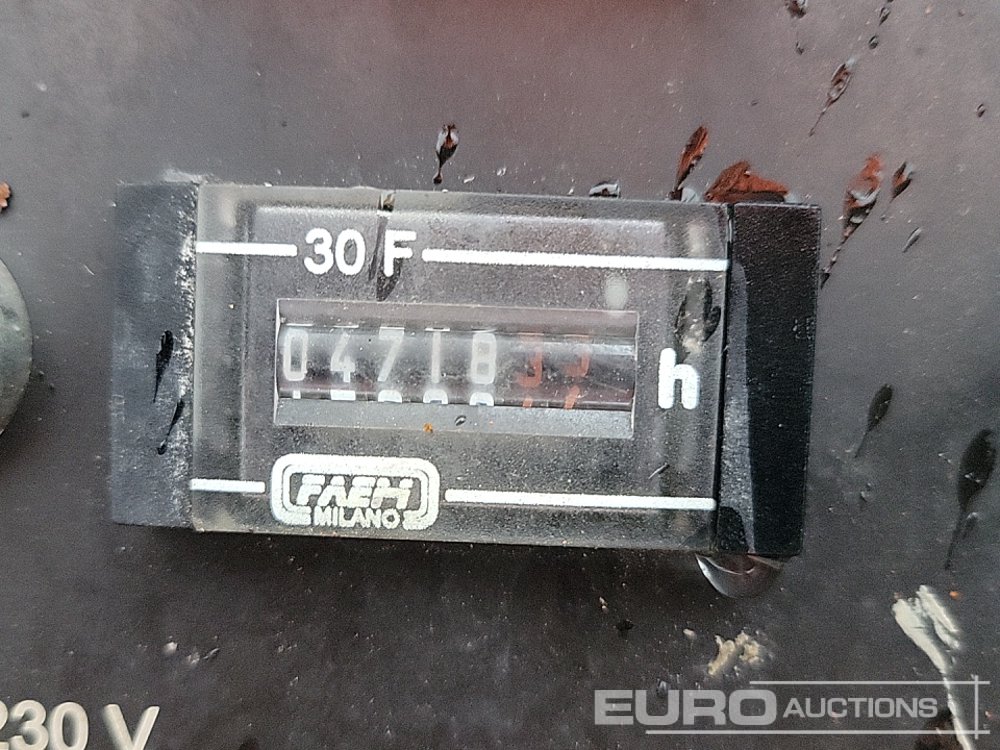 30 F
04718
h
FAEM
MILANO
230 V
EURO AUCTIONS